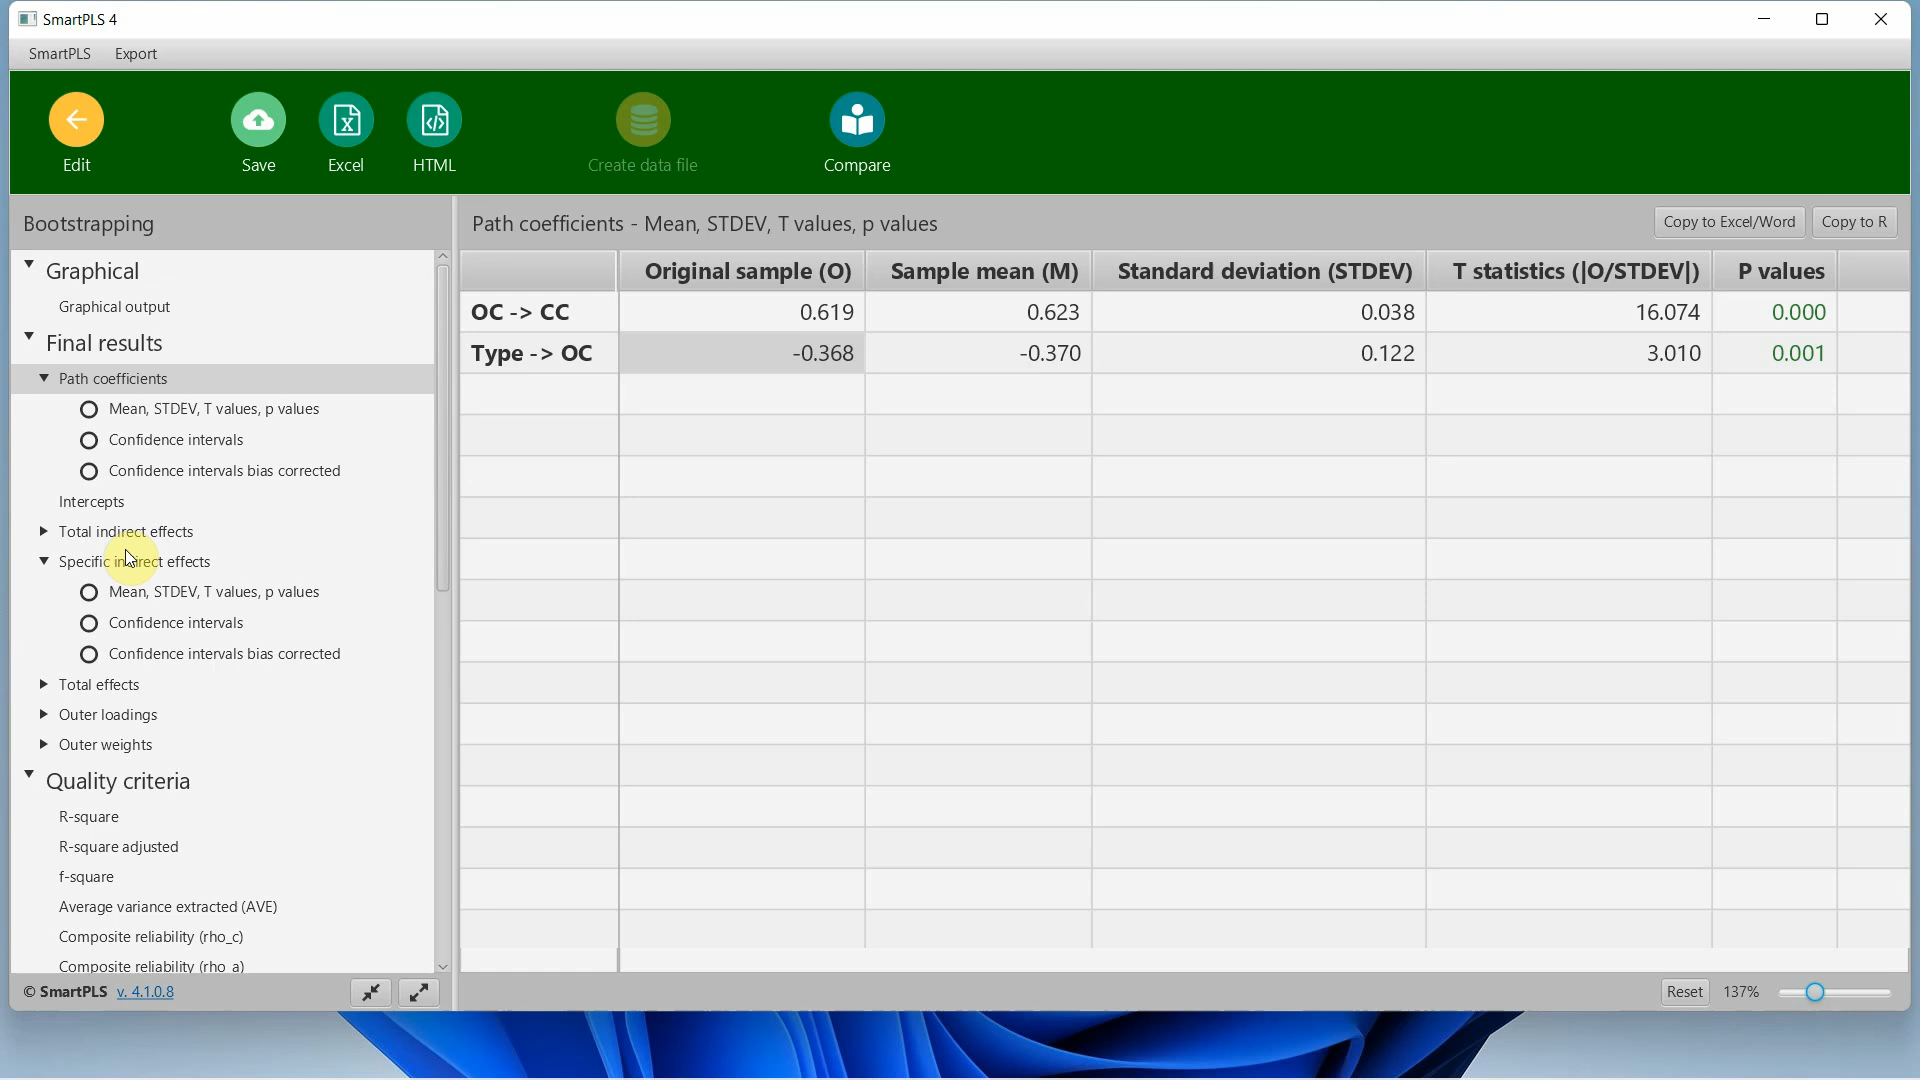 SmartPLS 4
SmartPLS Export
Edit Save Excel HTML Create data file Compare
Bootstrapping
Graphical
Graphical output
Final results
Path coefficients
Mean, STDEV, T values, p values
Confidence intervals
Confidence intervals bias corrected
Intercepts
Total indirect effects
Specific indirect effects
Mean, STDEV, T values, p values
Confidence intervals
Confidence intervals bias corrected
Total effects
Outer loadings
Outer weights
Quality criteria
R-square
R-square adjusted
f-square
Average variance extracted (AVE)
Composite reliability (rho_c)
Composite reliability (rho_a)
© SmartPLS v. 4.1.0.8
Path coefficients - Mean, STDEV, T values, p values Copy to Excel/Word Copy to R
Original sample (O) Sample mean (M) Standard deviation (STDEV) T statistics (|O/STDEV|) P values
OC -> CC 0.619 0.623 0.038 16.074 0.000
Type -> OC -0.368 -0.370 0.122 3.010 0.001
Reset 137%